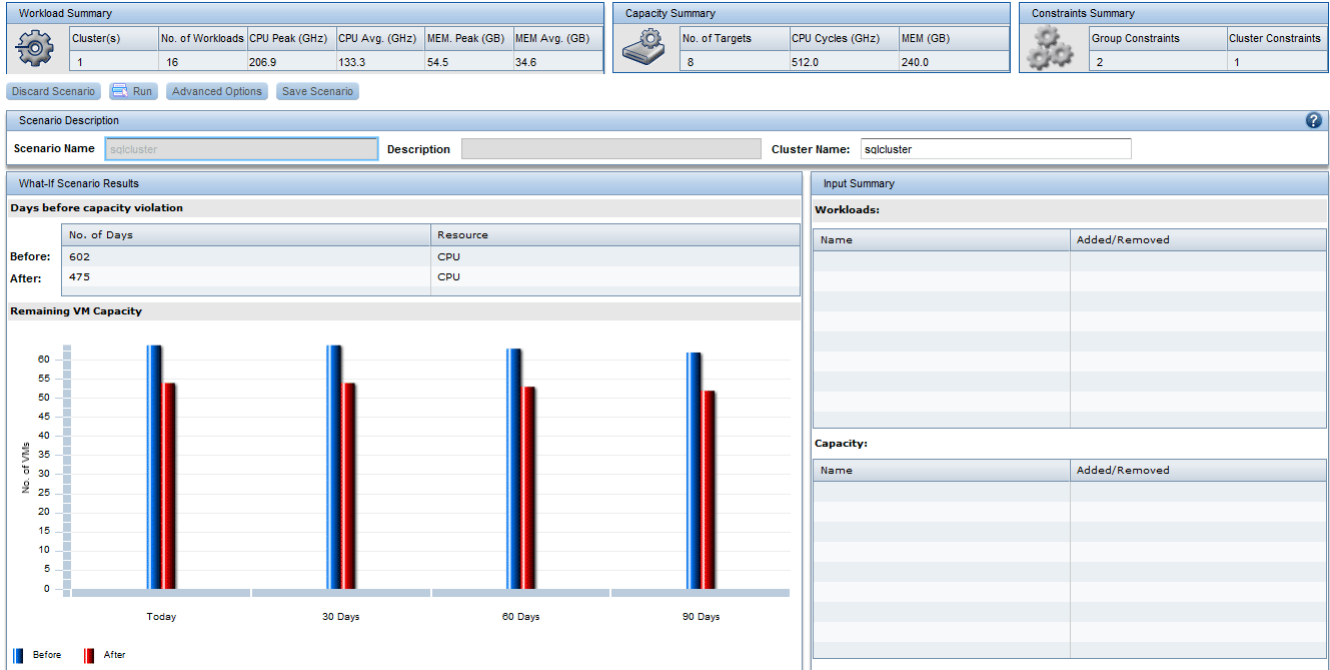 Workload Summary
Cluster(s) No. of Workloads CPU Peak (GHz) CPU Avg. (GHz) MEM. Peak (GB) MEM Avg. (GB)
1 16 206.9 133.3 54.5 34.6
Capacity Summary
No. of Targets CPU Cycles (GHz) MEM (GB)
8 512.0 240.0
Constraints Summary
Group Constraints Cluster Constraints
2 1
Discard Scenario Run Advanced Options Save Scenario
Scenario Description ?
Scenario Name sqlcluster Description Cluster Name: sqlcluster
What-If Scenario Results
Days before capacity violation
No. of Days Resource
Before: 602 CPU
After: 475 CPU
Remaining VM Capacity
No. of VMs
60
55
50
45
40
35
30
25
20
15
10
5
0
Today 30 Days 60 Days 90 Days
Before After
Input Summary
Workloads:
Name Added/Removed
Capacity:
Name Added/Removed